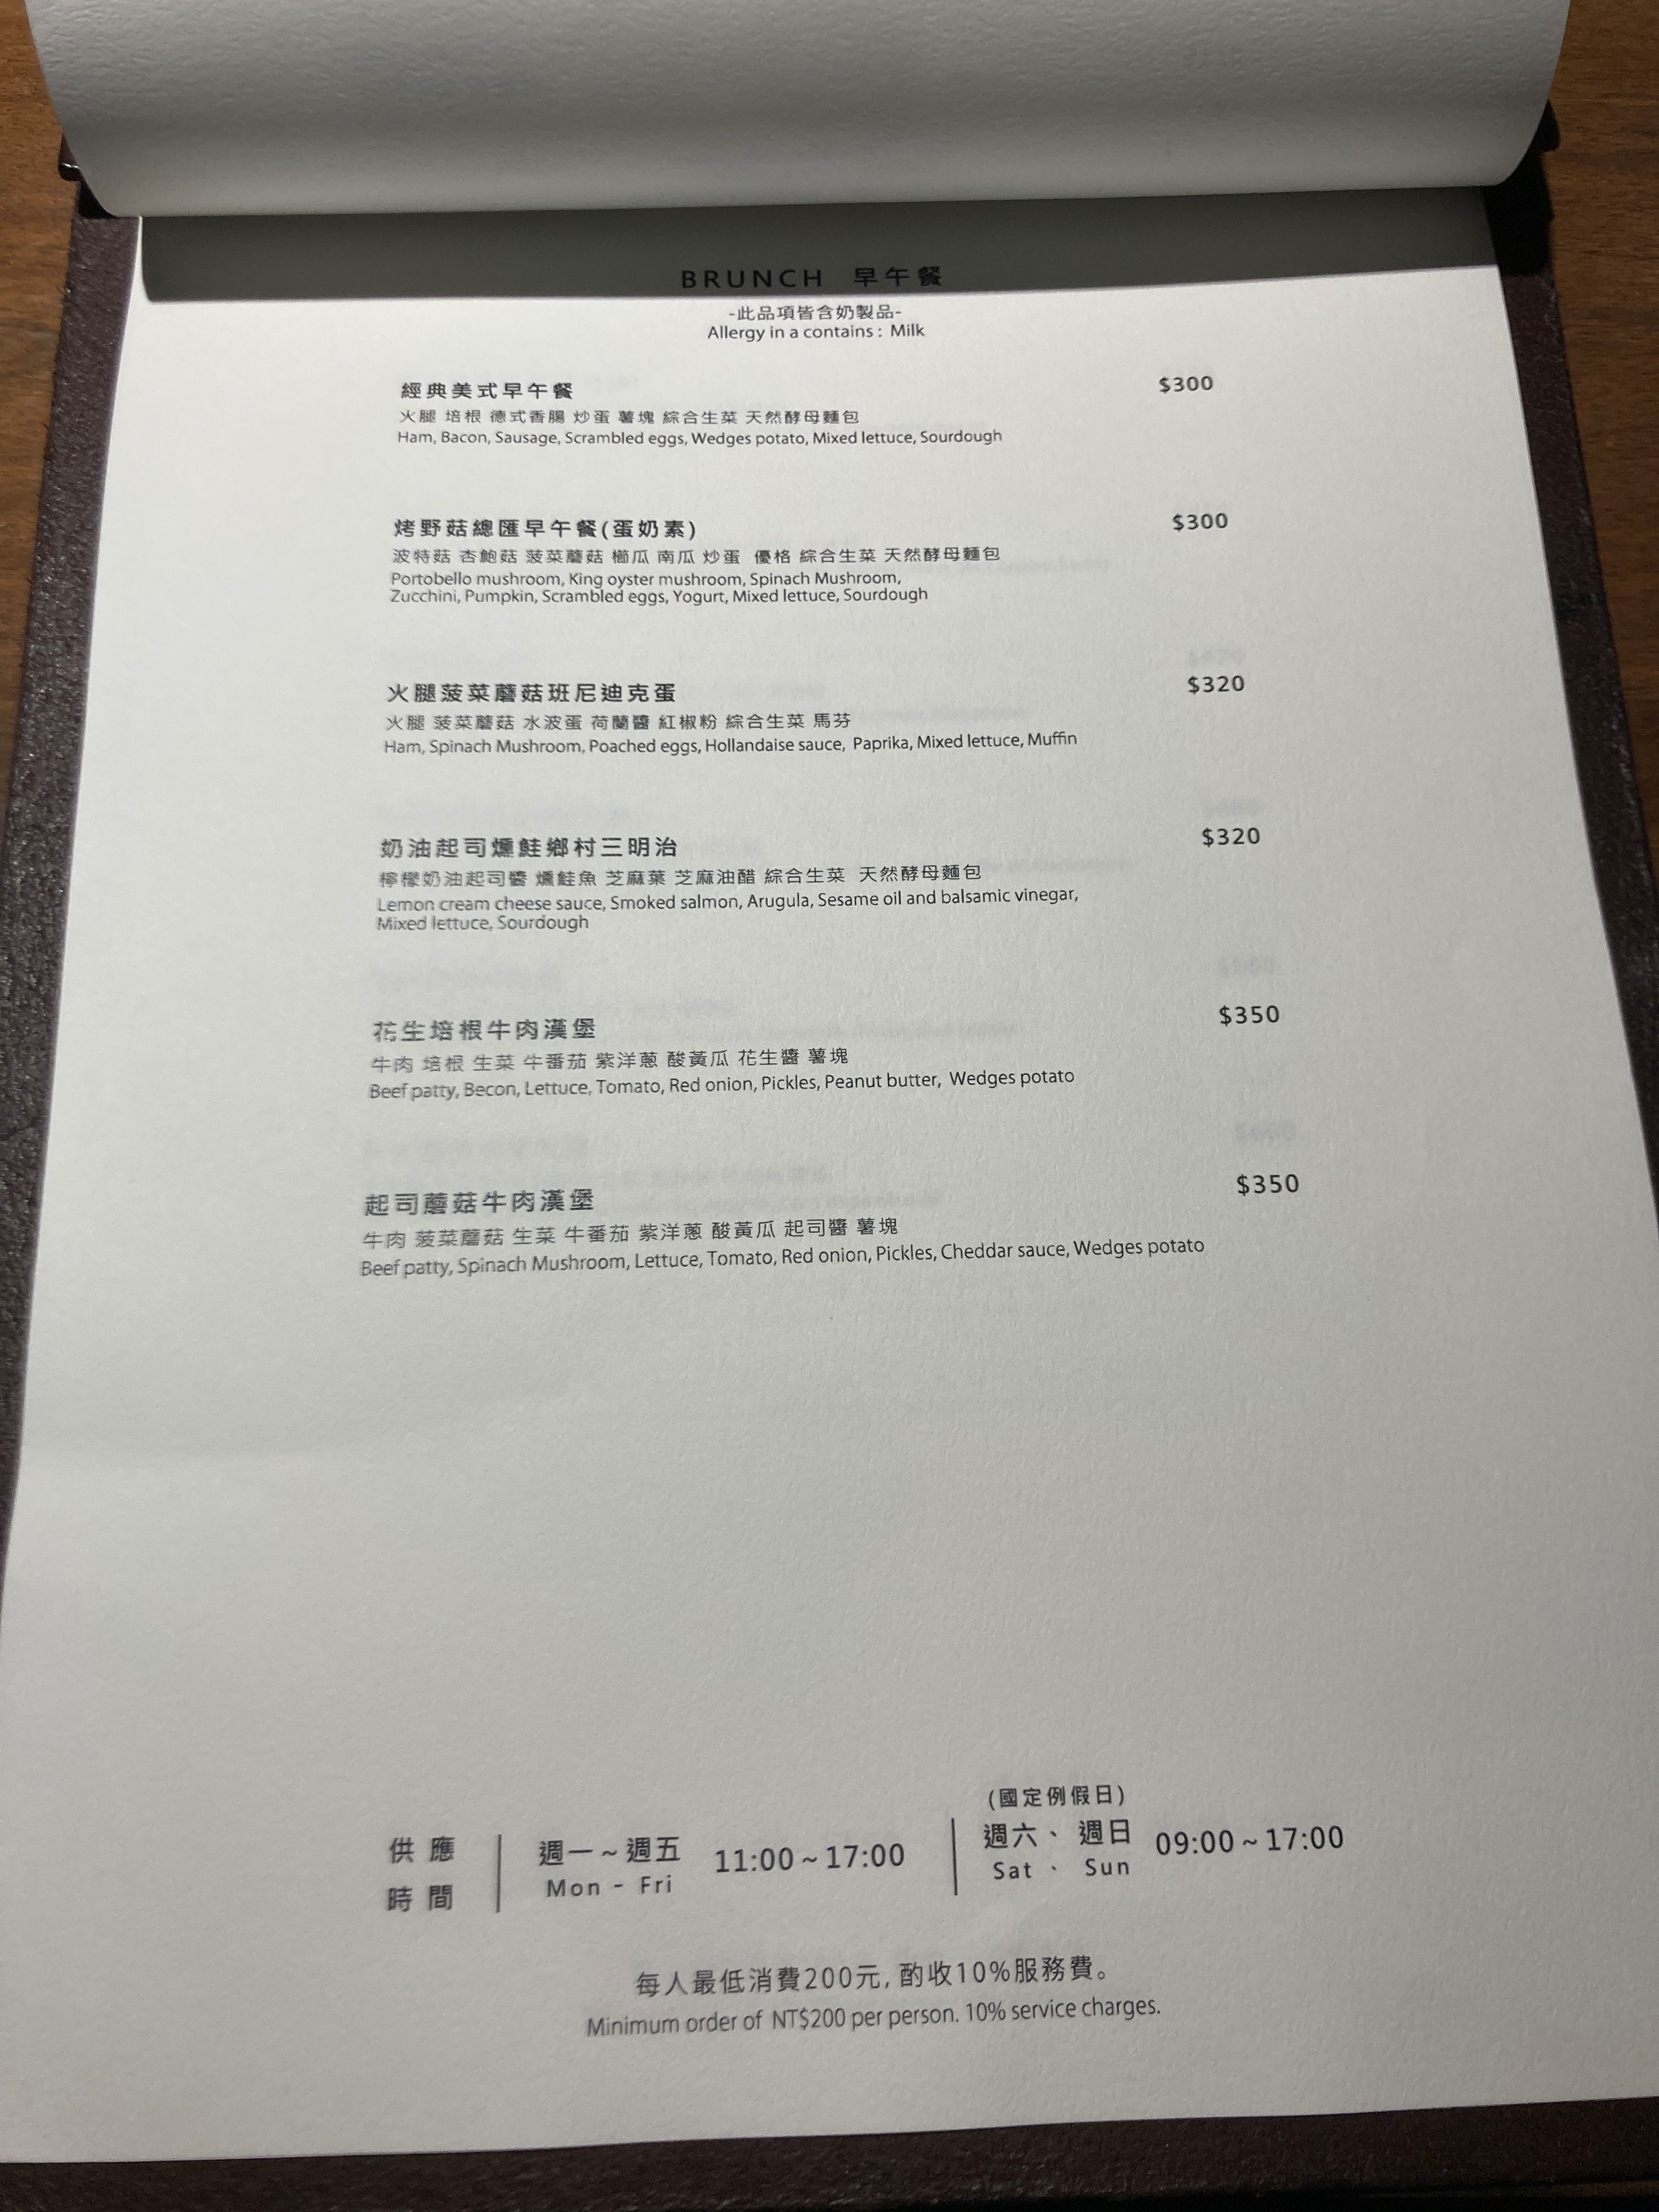 BRUNCH 早午餐
-此品項皆含奶製品-
Allergy in a contains : Milk
經典美式早午餐 $300
火腿 培根 德式香腸 炒蛋 薯塊 綜合生菜 天然酵母麵包
Ham, Bacon, Sausage, Scrambled eggs, Wedges potato, Mixed lettuce, Sourdough
烤野菇總匯早午餐(蛋奶素) $300
波特菇 杏鮑菇 菠菜蘑菇 櫛瓜 南瓜 炒蛋 優格 綜合生菜 天然酵母麵包
Portobello mushroom, King oyster mushroom, Spinach Mushroom,
Zucchini, Pumpkin, Scrambled eggs, Yogurt, Mixed lettuce, Sourdough
火腿菠菜蘑菇班尼迪克蛋 $320
火腿 菠菜蘑菇 水波蛋 荷蘭醬 紅椒粉 綜合生菜 馬芬
Ham, Spinach Mushroom, Poached eggs, Hollandaise sauce, Paprika, Mixed lettuce, Muffin
奶油起司燻鮭鄉村三明治 $320
檸檬奶油起司醬 燻鮭魚 芝麻葉 芝麻油醋 綜合生菜 天然酵母麵包
Lemon cream cheese sauce, Smoked salmon, Arugula, Sesame oil and balsamic vinegar,
Mixed lettuce, Sourdough
花生培根牛肉漢堡 $350
牛肉 培根 生菜 牛番茄 紫洋蔥 酸黃瓜 花生醬 薯塊
Beef patty, Becon, Lettuce, Tomato, Red onion, Pickles, Peanut butter, Wedges potato
起司蘑菇牛肉漢堡 $350
牛肉 菠菜蘑菇 生菜 牛番茄 紫洋蔥 酸黃瓜 起司醬 薯塊
Beef patty, Spinach Mushroom, Lettuce, Tomato, Red onion, Pickles, Cheddar sauce, Wedges potato
供應
時間
週一~週五 11:00~17:00
Mon - Fri
(國定例假日)
週六、週日 09:00~17:00
Sat 、 Sun
每人最低消費200元, 酌收10%服務費。
Minimum order of NT$200 per person. 10% service charges.